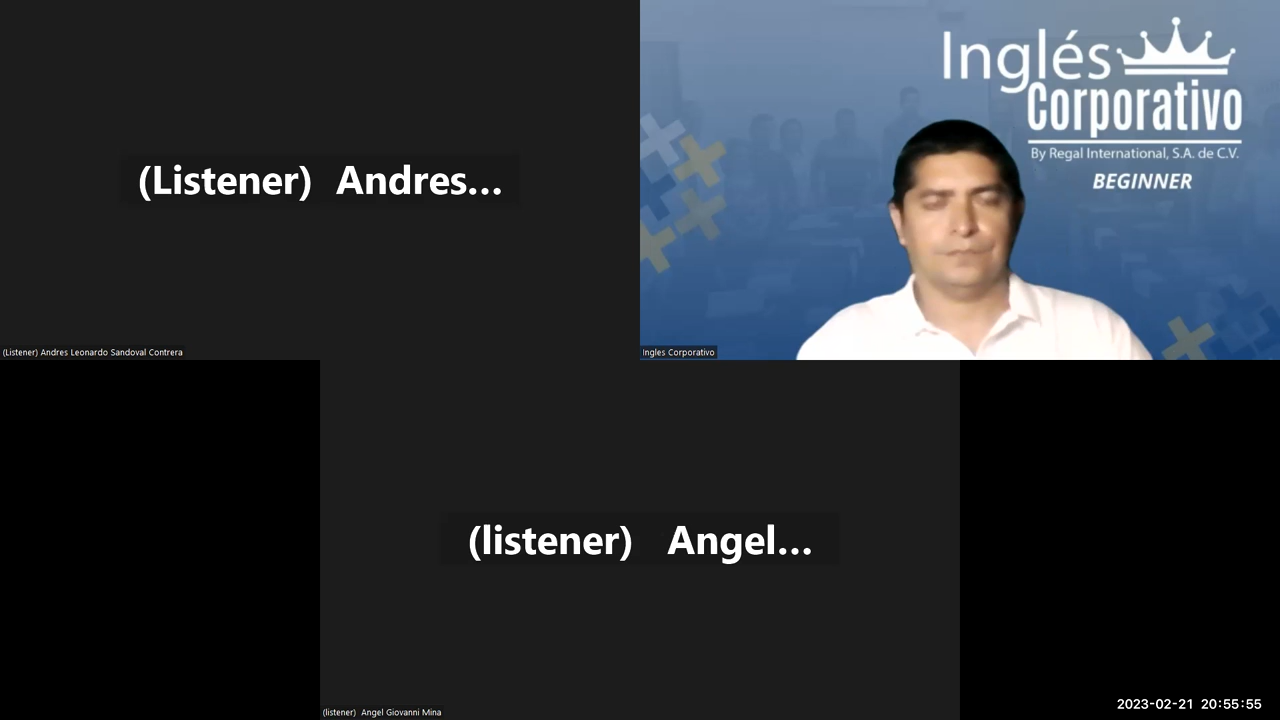 (Listener) Andres...
(Listener) Andres Leonardo Sandoval Contrera
Inglés
Corporativo
By Regal International, S.A. de C.V.
BEGINNER
Ingles Corporativo
(listener) Angel...
(listener) Angel Giovanni Mina
2023-02-21 20:55:55